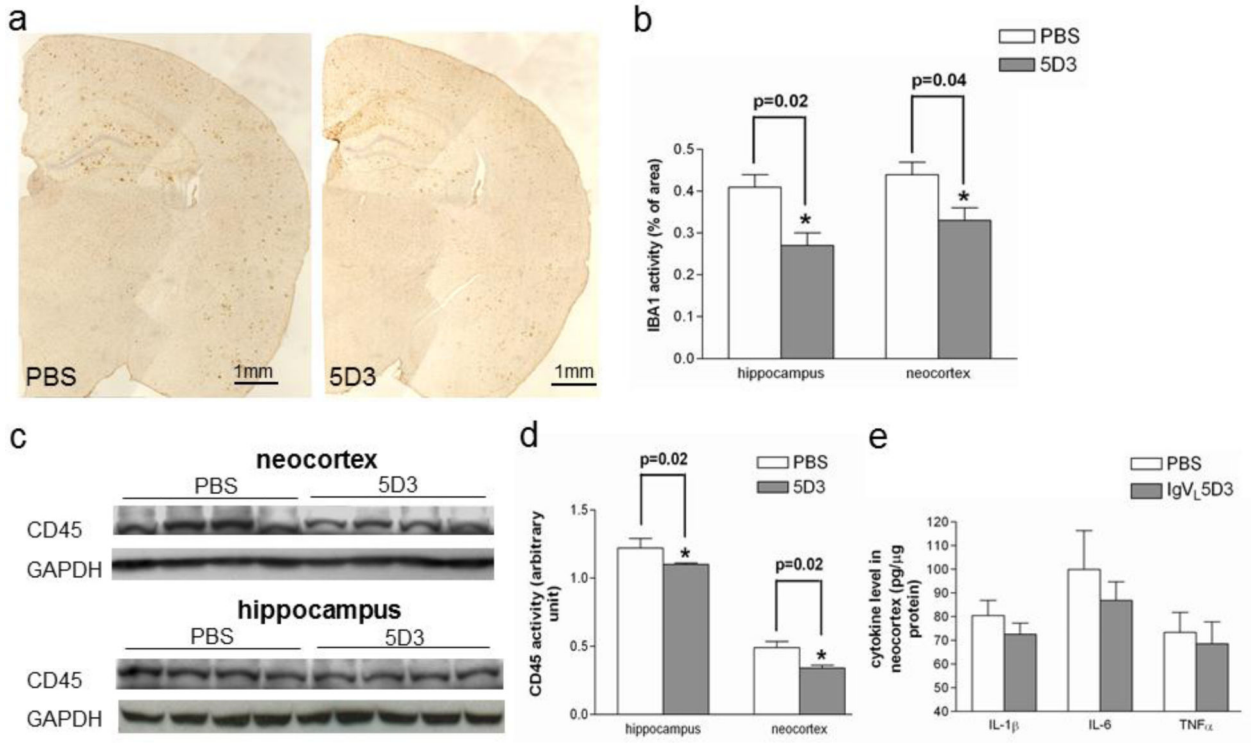 a
PBS
1mm
5D3
1mm
b
PBS
5D3
p=0.02
p=0.04
IBA1 activity (% of area)
0.5
0.4
0.3
0.2
0.1
0.0
*
*
hippocampus
neocortex
c
neocortex
PBS
5D3
CD45
GAPDH
hippocampus
PBS
5D3
CD45
GAPDH
d
PBS
5D3
p=0.02
p=0.02
CD45 activity (arbitrary
unit)
1.5
1.0
0.5
0.0
*
*
hippocampus
neocortex
e
PBS
IgVL5D3
cytokine level in
neocortex (pg/µg
protein)
120
110
100
90
80
70
60
50
40
IL-1β
IL-6
TNFα